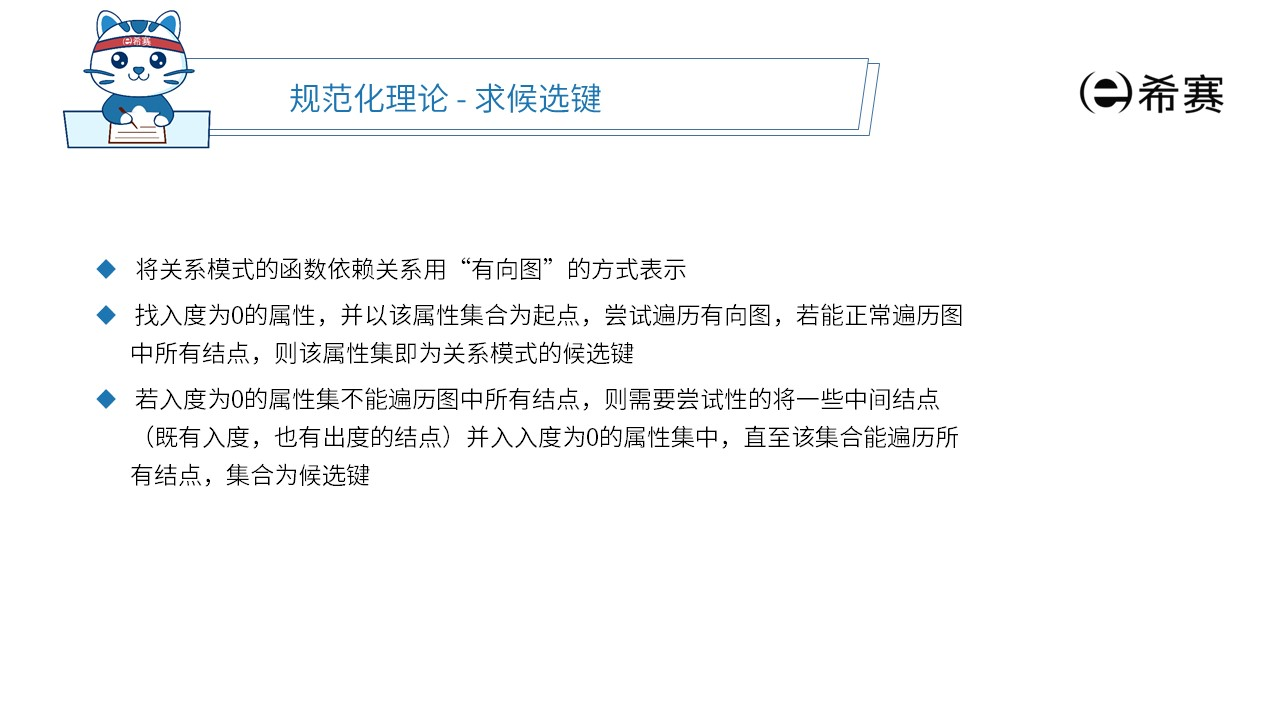 希赛
规范化理论 - 求候选键
希赛
将关系模式的函数依赖关系用“有向图”的方式表示
找入度为0的属性，并以该属性集合为起点，尝试遍历有向图，若能正常遍历图
中所有结点，则该属性集即为关系模式的候选键
若入度为0的属性集不能遍历图中所有结点，则需要尝试性的将一些中间结点
（既有入度，也有出度的结点）并入入度为0的属性集中，直至该集合能遍历所
有结点，集合为候选键